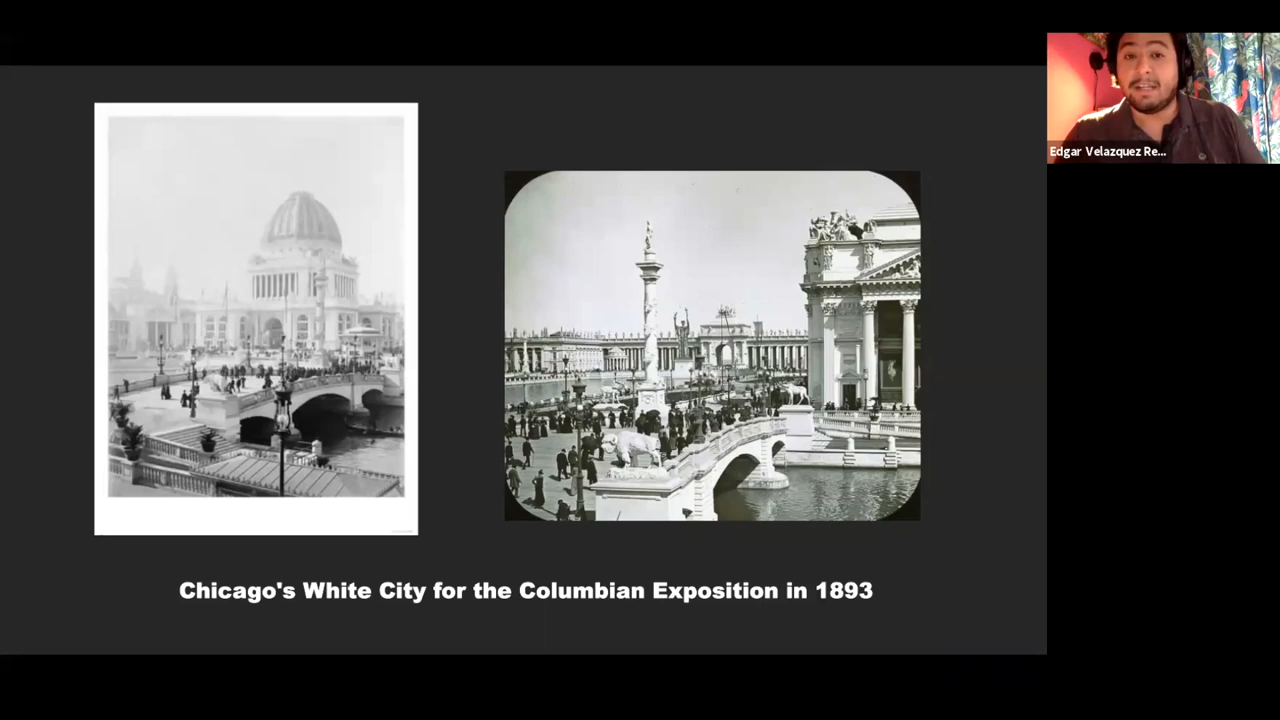 Edgar Velazquez Re...
Chicago's White City for the Columbian Exposition in 1893